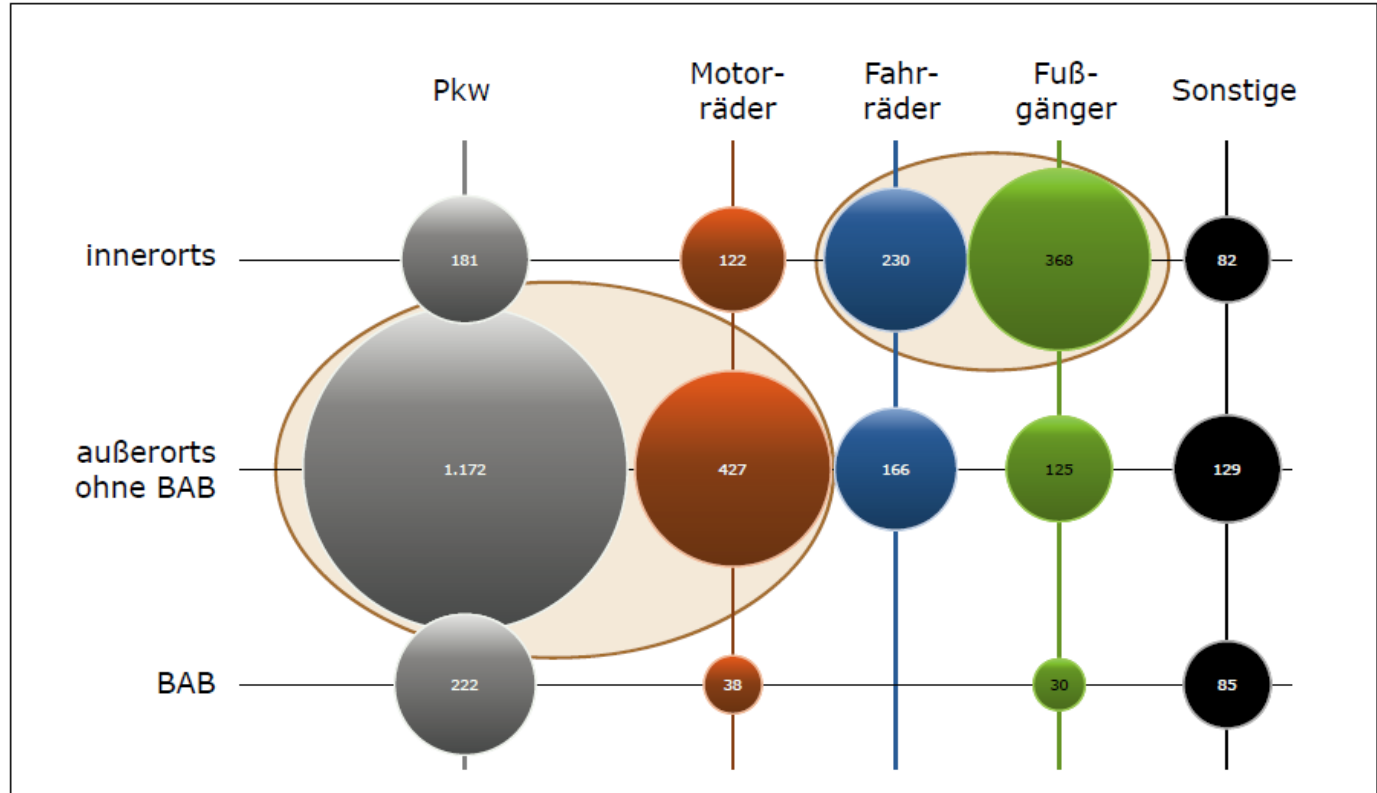 Pkw
Motor-
räder
Fahr-
räder
Fuß-
gänger
Sonstige
innerorts
181
122
230
368
82
außerorts
ohne BAB
1.172
427
166
125
129
BAB
222
38
30
85